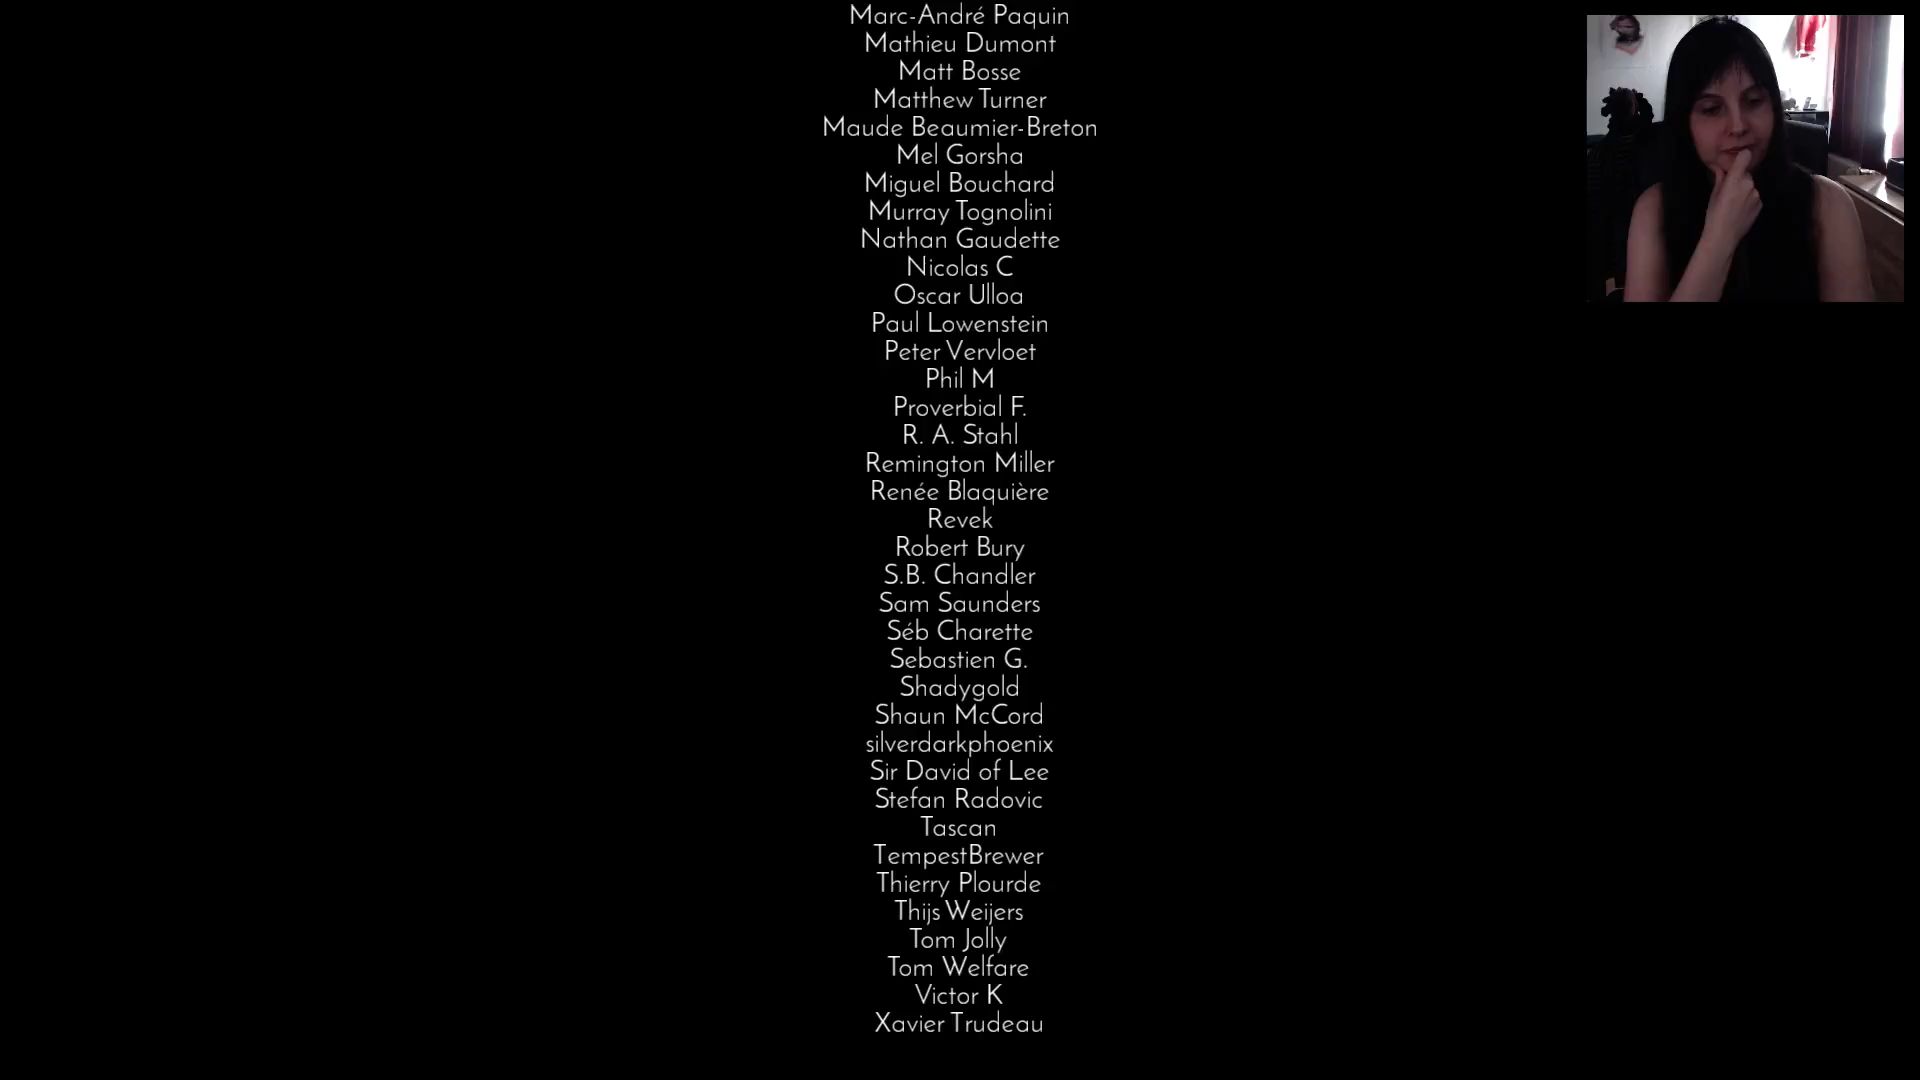 Marc-André Paquin
Mathieu Dumont
Matt Bosse
Matthew Turner
Maude Beaumier-Breton
Mel Gorsha
Miguel Bouchard
Murray Tognolini
Nathan Gaudette
Nicolas C
Oscar Ulloa
Paul Lowenstein
Peter Vervloet
Phil M
Proverbial F.
R. A. Stahl
Remington Miller
Renée Blaquière
Revek
Robert Bury
S.B. Chandler
Sam Saunders
Séb Charette
Sebastien G.
Shadygold
Shaun McCord
silverdarkphoenix
Sir David of Lee
Stefan Radovic
Tascan
TempestBrewer
Thierry Plourde
Thijs Weijers
Tom Jolly
Tom Welfare
Victor K
Xavier Trudeau